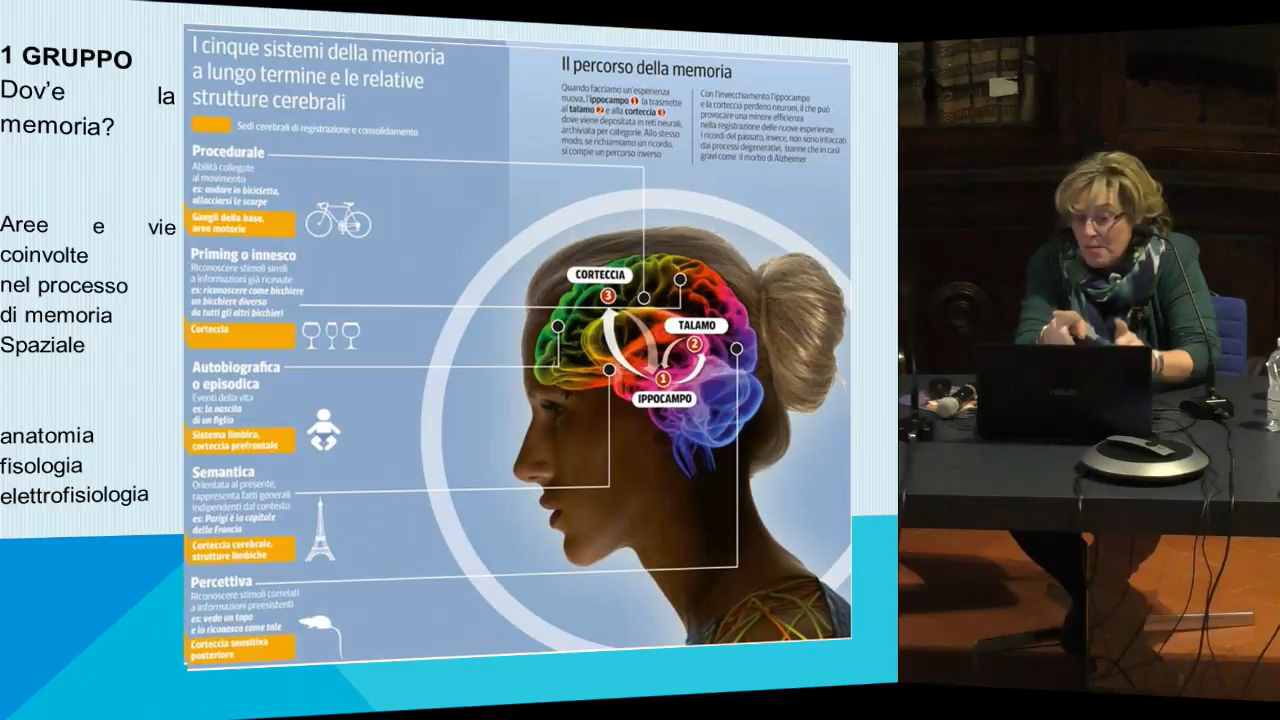 1 GRUPPO
Dov'e la
memoria?
Aree e vie
coinvolte
nel processo
di memoria
Spaziale
anatomia
fisologia
elettrofisiologia
I cinque sistemi della memoria
a lungo termine e le relative
strutture cerebrali
Sedi cerebrali di registrazione e consolidamento
Procedurale
Abilità collegate
al movimento
es: andare in bicicletta,
allacciarsi le scarpe
Gangli della base,
aree motorie
Priming o innesco
Riconoscere stimoli simili
a informazioni già ricevute
es: riconoscere come bicchiere
un bicchiere diverso
da tutti gli altri bicchieri
Corteccia
Autobiografica
o episodica
Eventi della vita
es: la nascita
di un figlio
Sistema limbico,
corteccia prefrontale
Semantica
Orientata al presente,
rappresenta fatti generali
indipendenti dal contesto
es: Parigi è la capitale
della Francia
Corteccia cerebrale,
strutture limbiche
Percettiva
Riconoscere stimoli correlati
a informazioni preesistenti
es: vedo un topo
e lo riconosco come tale
Corteccia sensitiva
posteriore
Il percorso della memoria
Quando facciamo un'esperienza
nuova, l'ippocampo 1 la trasmette
al talamo 2 e alla corteccia 3
dove viene depositata in reti neurali,
archiviata per categorie. Allo stesso
modo, se richiamiamo un ricordo,
si compie un percorso inverso
Con l'invecchiamento l'ippocampo
e la corteccia perdono neuroni, il che può
provocare una minore efficienza
nella registrazione delle nuove esperienze.
I ricordi del passato, invece, non sono intaccati
dai processi degenerativi, tranne che in casi
gravi come il morbo di Alzheimer
CORTECCIA
3
TALAMO
2
1
IPPOCAMPO